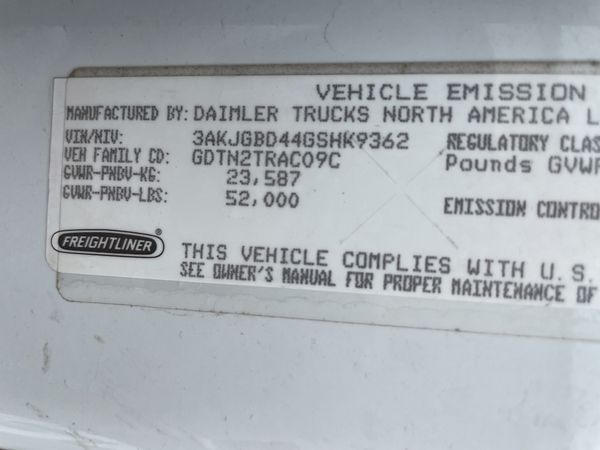 VEHICLE EMISSION
MANUFACTURED BY: DAIMLER TRUCKS NORTH AMERICA L
VIN/NIV: 3AKJGBD44GSHK9362 REGULATORY CLAS
VEH FAMILY CD: GDTN2TRAC09C Pounds GVWR
GVWR-PNBV-KG: 23,587
GVWR-PNBV-LBS: 52,000 EMISSION CONTRO
FREIGHTLINER
THIS VEHICLE COMPLIES WITH U.S.
SEE OWNER'S MANUAL FOR PROPER MAINTENANCE OF